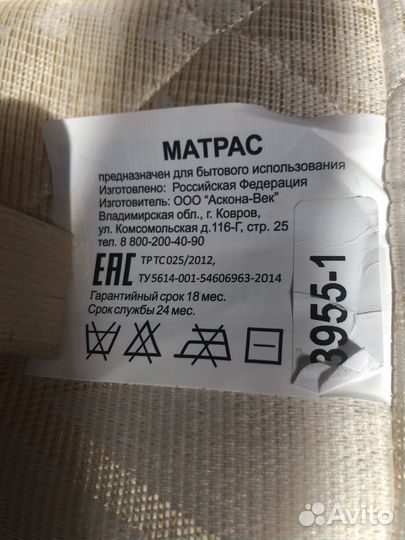 МАТРАС
предназначен для бытового использования
Изготовлено: Российская Федерация
Изготовитель: ООО "Аскона-Век"
Владимирская обл., г. Ковров,
ул. Комсомольская д.116-Г, стр. 25
тел. 8 800-200-40-90
ЕАС ТР ТС 025/2012,
ТУ 5614-001-54606963-2014
Гарантийный срок 18 мес.
Срок службы 24 мес.
3955-1
Avito